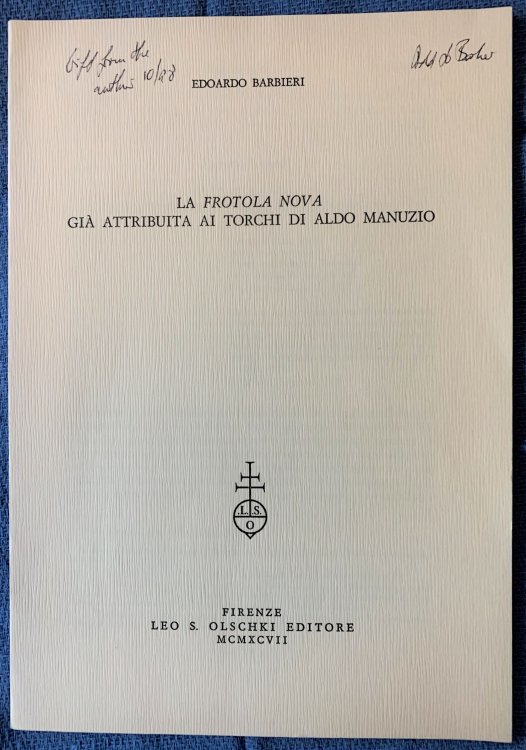 Gift from the
author 10/98
EDOARDO BARBIERI
LA FROTOLA NOVA
GIÀ ATTRIBUITA AI TORCHI DI ALDO MANUZIO
.L. S.
O
FIRENZE
LEO S. OLSCHKI EDITORE
MCMXCVII